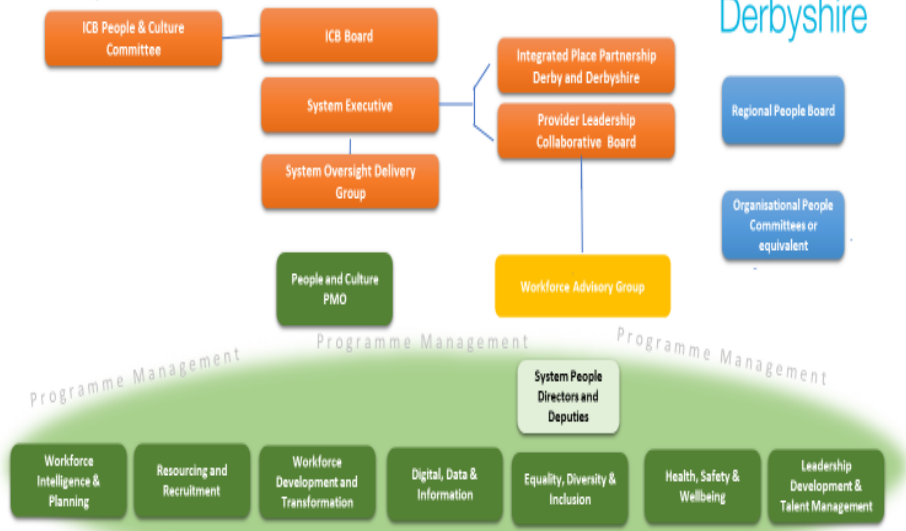 Derbyshire
ICB People & Culture
Committee
ICB Board
Integrated Place Partnership
Derby and Derbyshire
System Executive
Provider Leadership
Collaborative Board
Regional People Board
System Oversight Delivery
Group
Organisational People
Committees or
equivalent
People and Culture
PMO
Workforce Advisory Group
Programme Management
Programme Management
Programme Management
System People
Directors and
Deputies
Workforce
Intelligence &
Planning
Resourcing and
Recruitment
Workforce
Development and
Transformation
Digital, Data &
Information
Equality, Diversity &
Inclusion
Health, Safety &
Wellbeing
Leadership
Development &
Talent Management